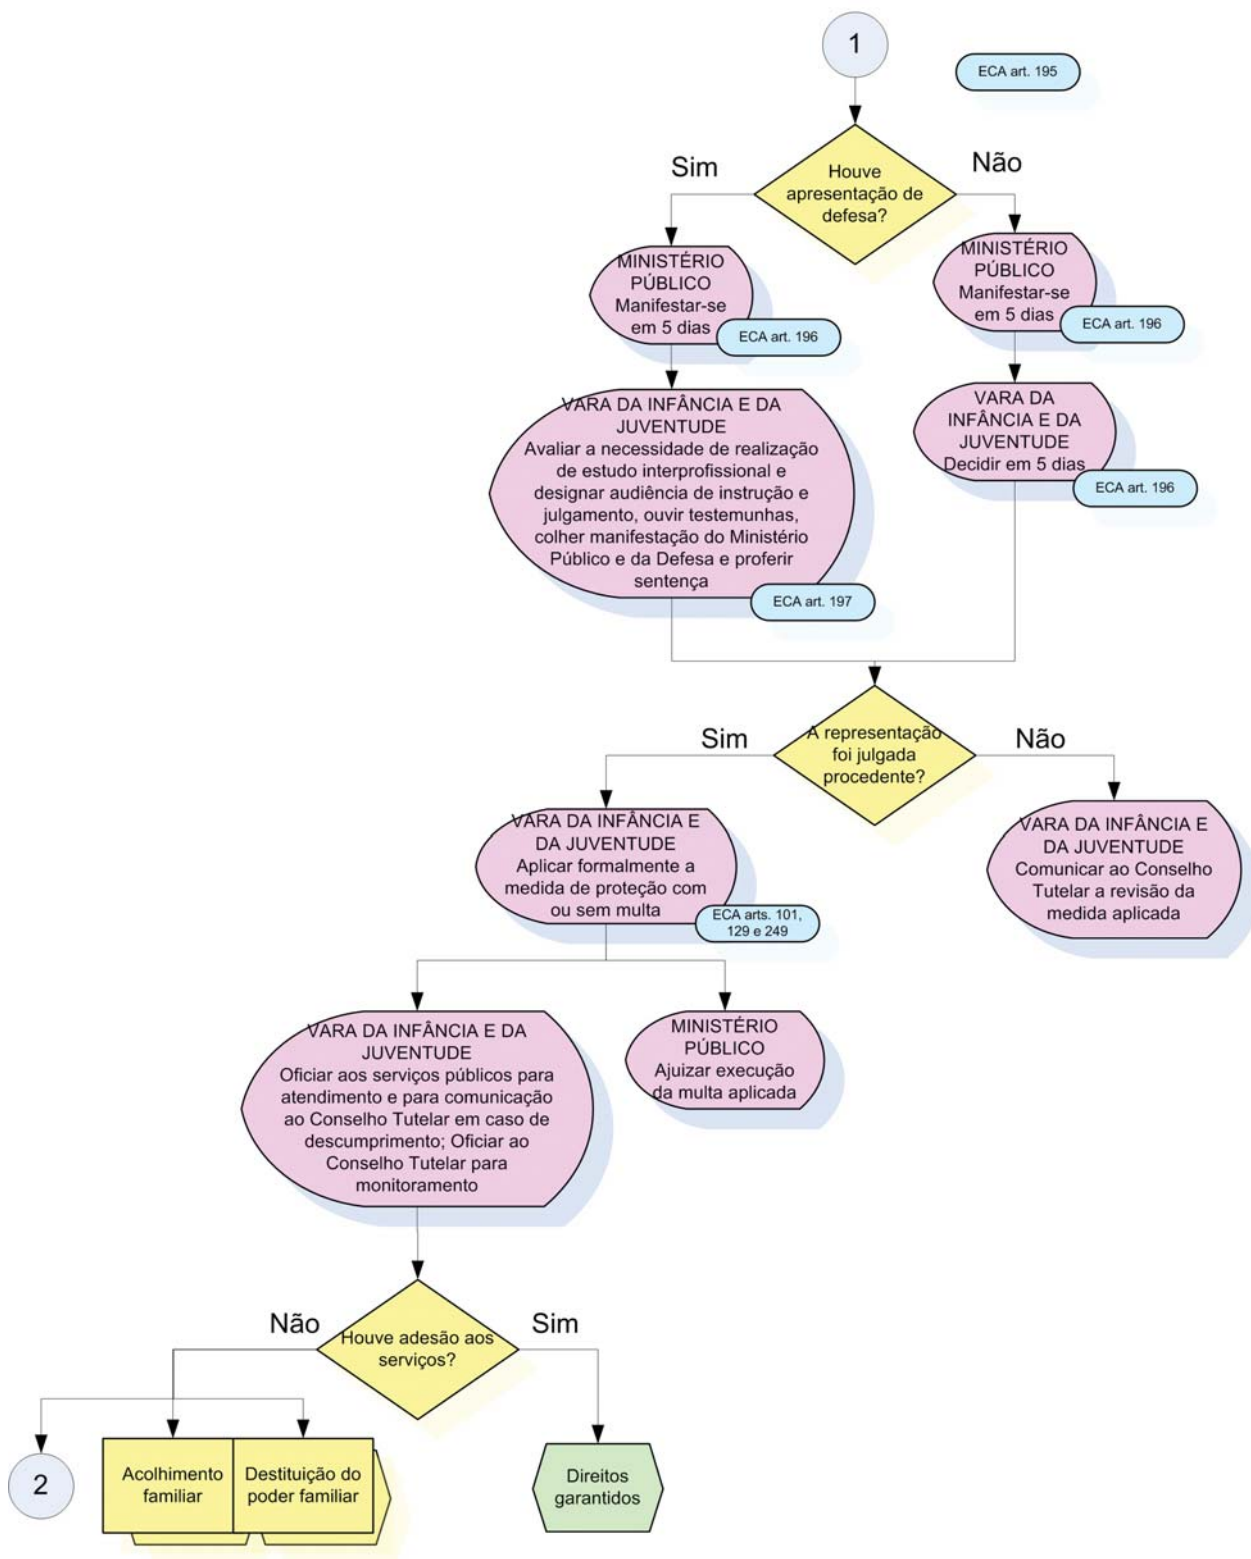 1
ECA art. 195
Houve
apresentação de
defesa?
Sim
Não
MINISTÉRIO
PÚBLICO
Manifestar-se
em 5 dias
ECA art. 196
MINISTÉRIO
PÚBLICO
Manifestar-se
em 5 dias
ECA art. 196
VARA DA INFÂNCIA E DA
JUVENTUDE
Avaliar a necessidade de realização
de estudo interprofissional e
designar audiência de instrução e
julgamento, ouvir testemunhas,
colher manifestação do Ministério
Público e da Defesa e proferir
sentença
ECA art. 197
VARA DA
INFÂNCIA E DA
JUVENTUDE
Decidir em 5 dias
ECA art. 196
A representação
foi julgada
procedente?
Sim
Não
VARA DA INFÂNCIA E
DA JUVENTUDE
Aplicar formalmente a
medida de proteção com
ou sem multa
ECA arts. 101,
129 e 249
VARA DA INFÂNCIA E
DA JUVENTUDE
Comunicar ao Conselho
Tutelar a revisão da
medida aplicada
VARA DA INFÂNCIA E DA
JUVENTUDE
Oficiar aos serviços públicos para
atendimento e para comunicação
ao Conselho Tutelar em caso de
descumprimento; Oficiar ao
Conselho Tutelar para
monitoramento
MINISTÉRIO
PÚBLICO
Ajuizar execução
da multa aplicada
Houve adesão aos
serviços?
Não
Sim
2
Acolhimento
familiar
Destituição do
poder familiar
Direitos
garantidos